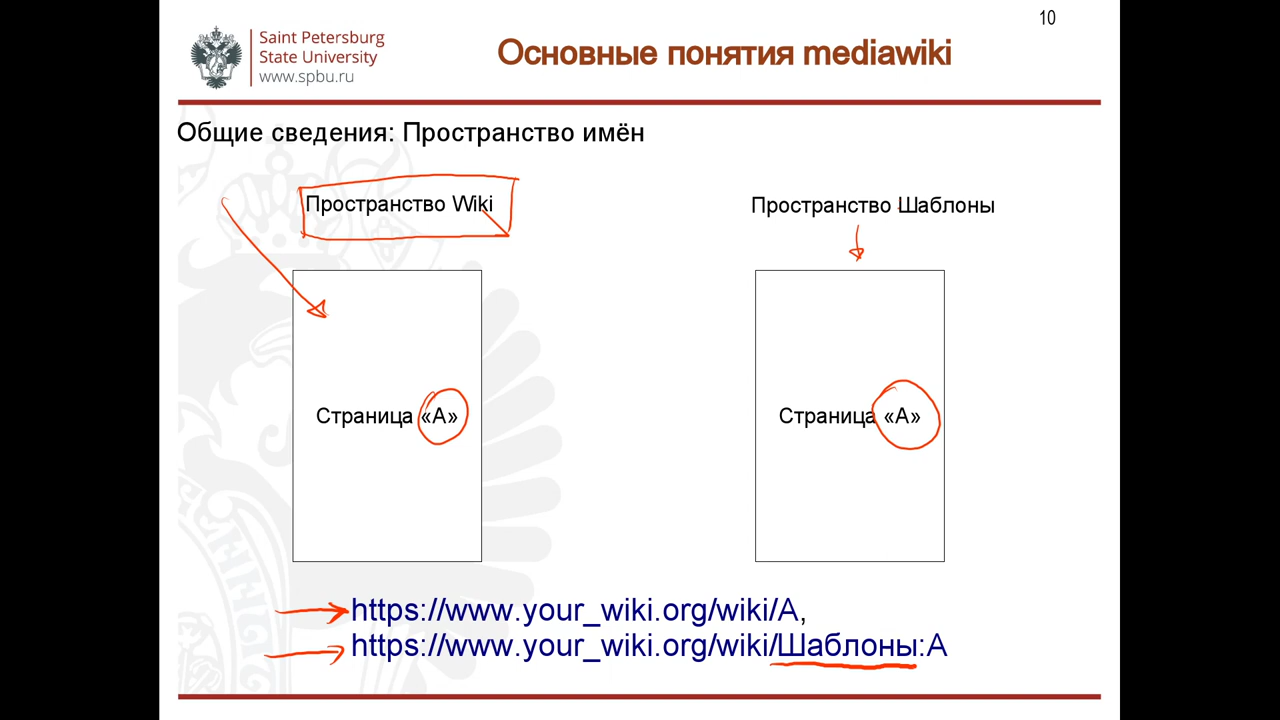 10
Saint Petersburg
State University
www.spbu.ru
Основные понятия mediawiki
Общие сведения: Пространство имён
Пространство Wiki
Пространство Шаблоны
Страница «А»
Страница «А»
https://www.your_wiki.org/wiki/А,
https://www.your_wiki.org/wiki/Шаблоны:А